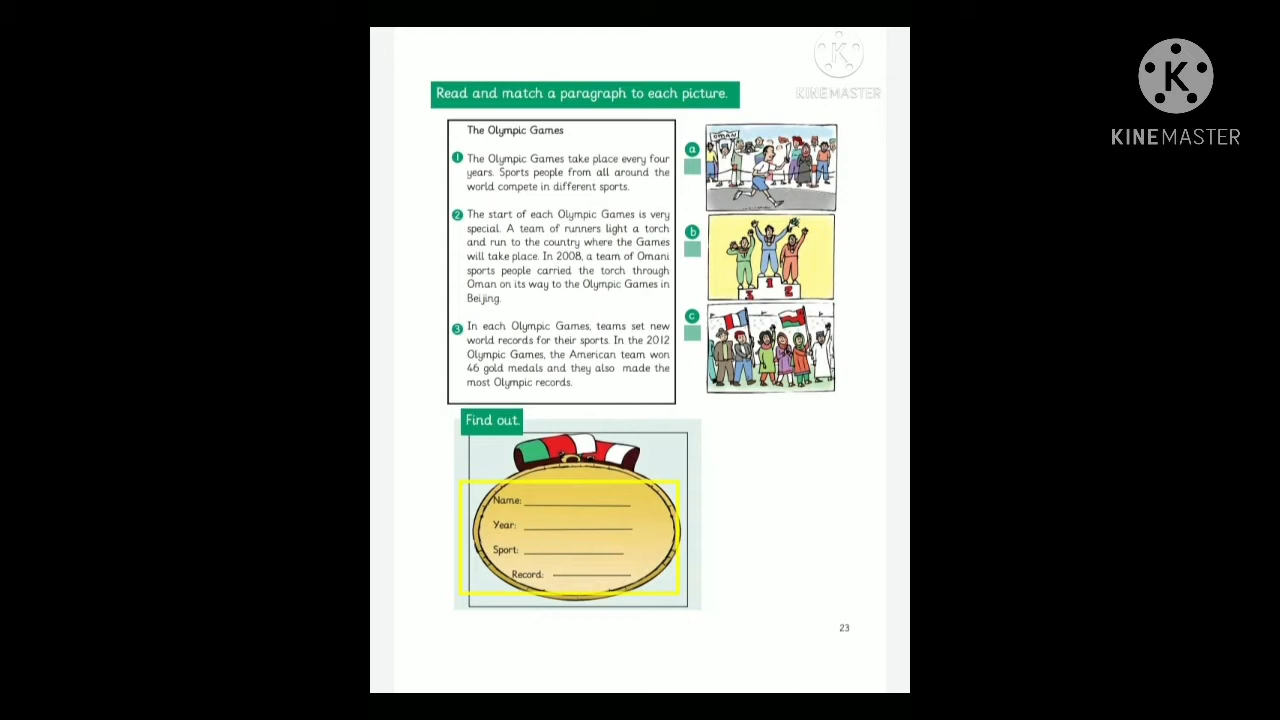 KINEMASTER
KINEMASTER
Read and match a paragraph to each picture.
The Olympic Games
1 The Olympic Games take place every four
years. Sports people from all around the
world compete in different sports.
2 The start of each Olympic Games is very
special. A team of runners light a torch
and run to the country where the Games
will take place. In 2008, a team of Omani
sports people carried the torch through
Oman on its way to the Olympic Games in
Beijing.
3 In each Olympic Games, teams set new
world records for their sports. In the 2012
Olympic Games, the American team won
46 gold medals and they also made the
most Olympic records.
a
OMAN
b
3 1 2
c
Find out.
Name:
Year:
Sport:
Record:
23